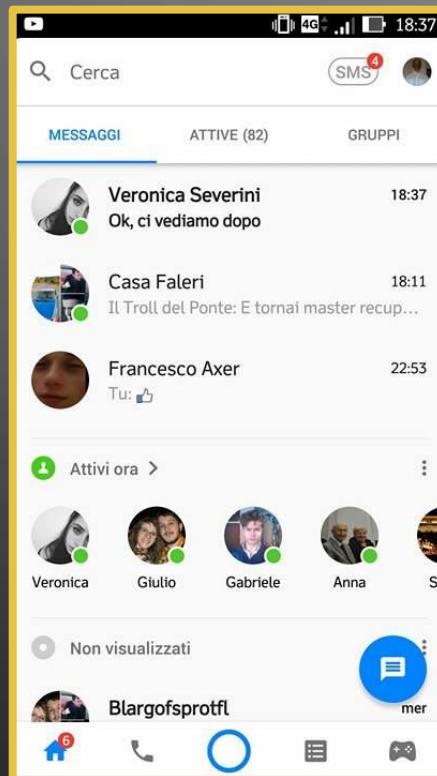 4G 18:37
Cerca SMS 4
MESSAGGI ATTIVE (82) GRUPPI
Veronica Severini 18:37
Ok, ci vediamo dopo
Casa Faleri 18:11
Il Troll del Ponte: E tornai master recup...
Francesco Axer 22:53
Tu:
Attivi ora >
Veronica Giulio Gabriele Anna S
Non visualizzati
Blargofsprotfl mer
6